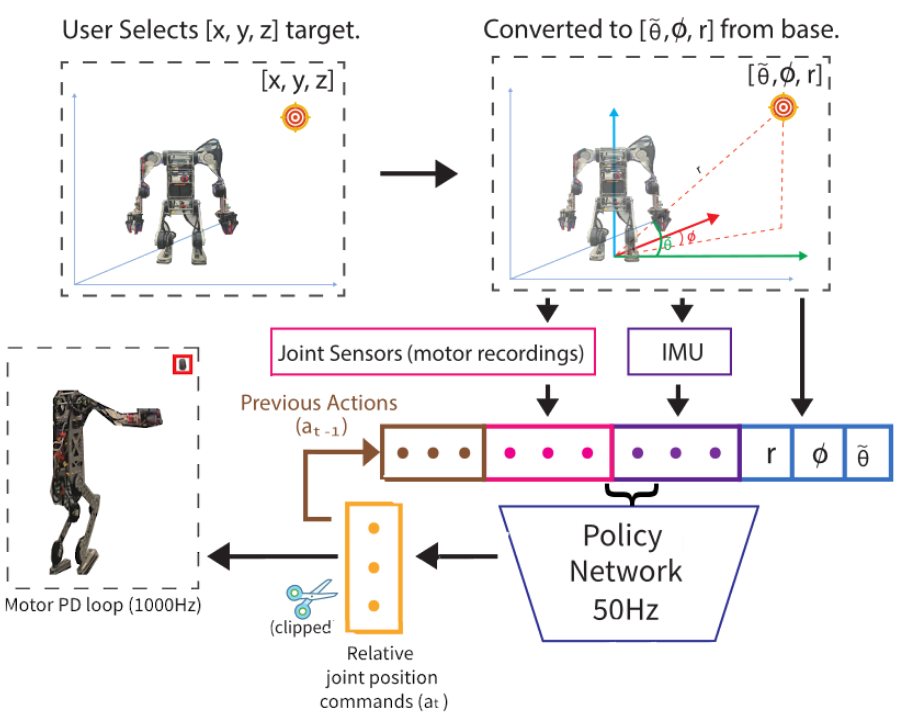 User Selects [x, y, z] target.
Converted to [θ̃,ϕ, r] from base.
[x, y, z]
[θ̃,ϕ, r]
r
θ
ϕ
Joint Sensors (motor recordings)
IMU
Previous Actions
(aₜ₋₁)
r
ϕ
θ̃
Policy
Network
50Hz
Motor PD loop (1000Hz)
(clipped
Relative
joint position
commands (aₜ)